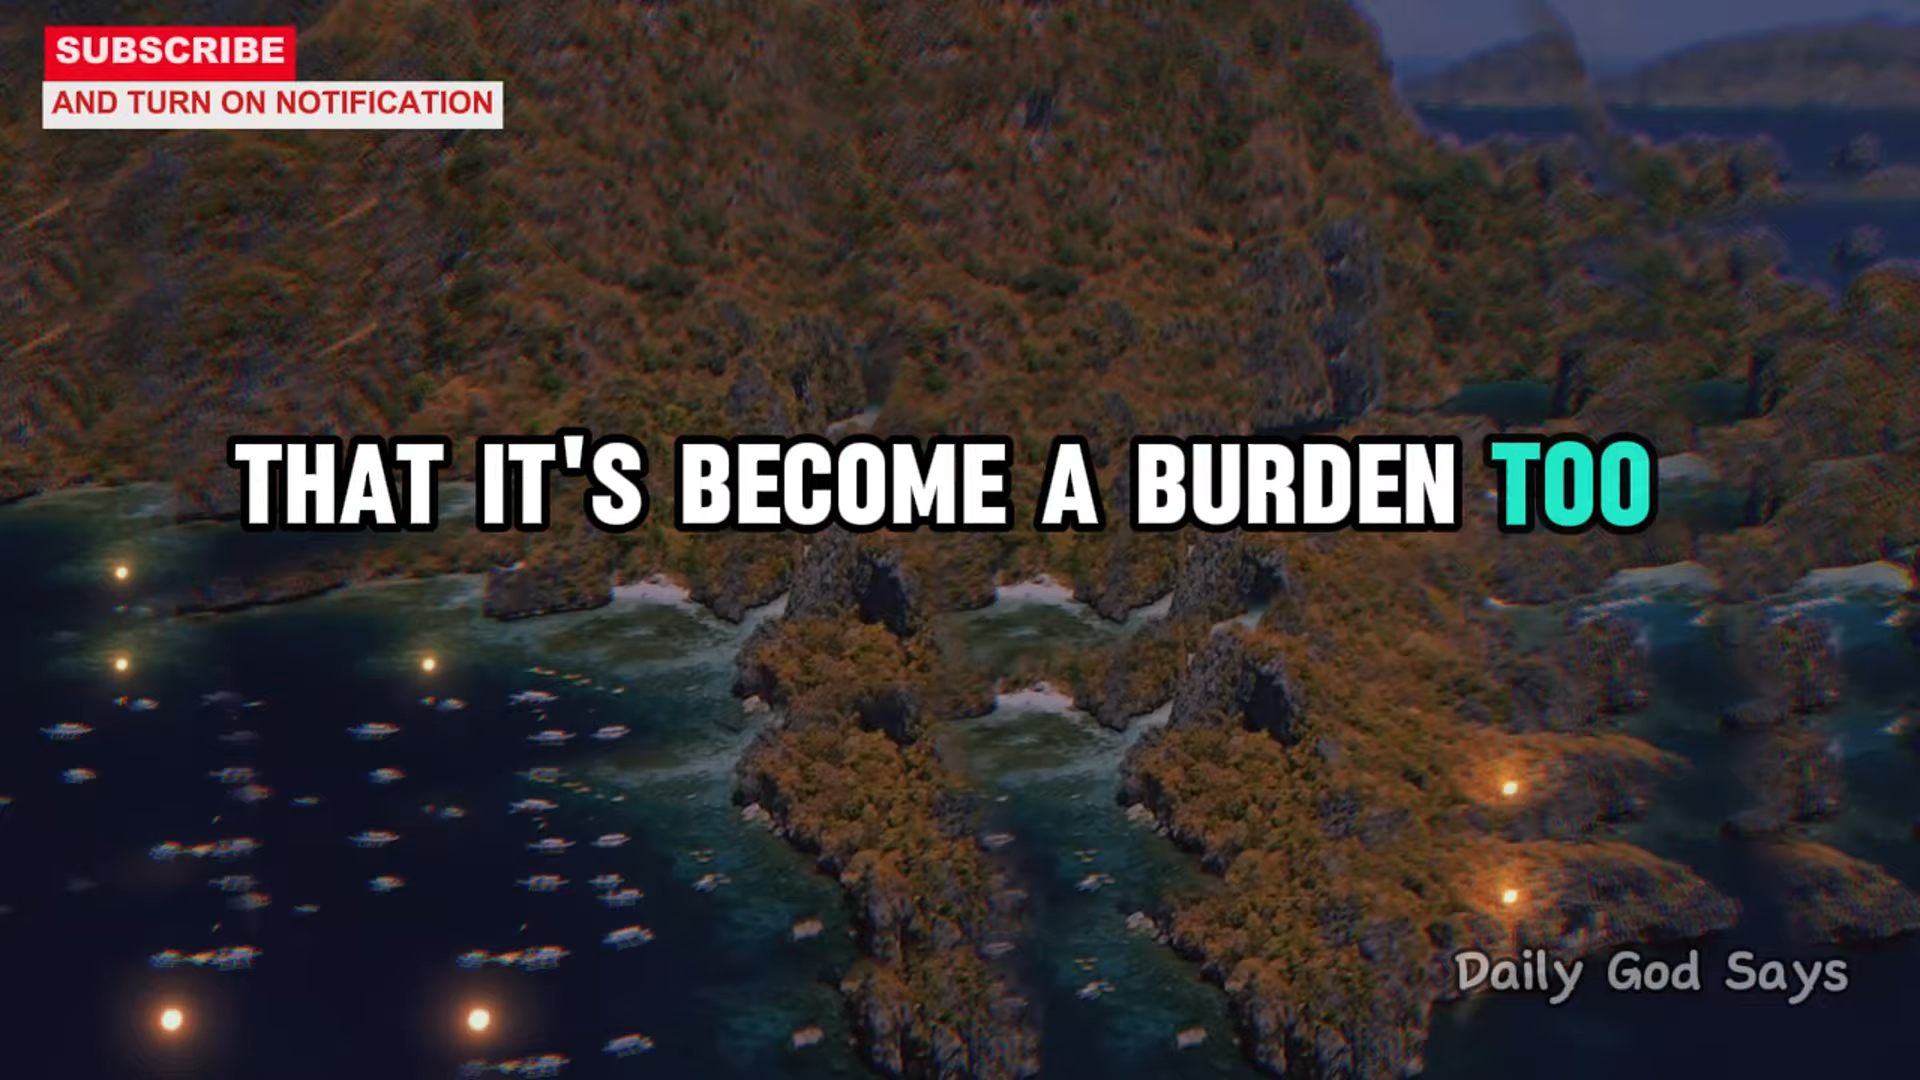 SUBSCRIBE
AND TURN ON NOTIFICATION
THAT IT'S BECOME A BURDEN TOO
Daily God Says